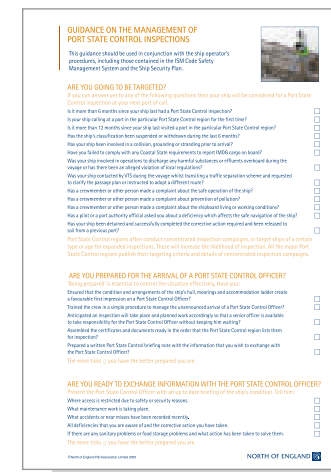 GUIDANCE ON THE MANAGEMENT OF
PORT STATE CONTROL INSPECTIONS
This guidance should be used in conjunction with the ship operator's
procedures, including those contained in the ISM Code Safety
Management System and the Ship Security Plan.
ARE YOU GOING TO BE TARGETED?
If you can answer yes to any of the following questions then your ship will be considered for a Port State
Control inspection at your next port of call.
Is it more than 6 months since your ship last had a Port State Control inspection?
Is your ship calling at a port in the particular Port State Control region for the first time?
Is it more than 12 months since your ship last visited a port in the particular Port State Control region?
Has the ship's classification been suspended or withdrawn during the last 6 months?
Has your ship been involved in a collision, grounding or stranding prior to arrival?
Have you failed to comply with any Coastal State requirements to report IMDG cargo on board?
Was your ship involved in operations to discharge any harmful substances or effluents overboard during the
voyage or has there been an alleged violation of local regulations?
Was your ship contacted by VTS during the voyage whilst transiting a traffic separation scheme and requested
to clarify the passage plan or instructed to adopt a different route?
Has a crewmember or other person made a complaint about the safe operation of the ship?
Has a crewmember or other person made a complaint about prevention of pollution?
Has a crewmember or other person made a complaint about the shipboard living or working conditions?
Has a pilot or a port authority official asked you about a deficiency which affects the safe navigation of the ship?
Has your ship been detained and successfully completed the corrective action required and been released to
sail from a previous port?
Port State Control regions often conduct concentrated inspection campaigns, or target ships of a certain
type or age for expanded inspections. These will increase the likelihood of inspection. All the major Port
State Control regions publish their targeting criteria and details of concentrated inspection campaigns.
ARE YOU PREPARED FOR THE ARRIVAL OF A PORT STATE CONTROL OFFICER?
'Being prepared' is essential to control the situation effectively. Have you:
Ensured that the condition and arrangements of the ship's hull, moorings and accommodation ladder create
a favourable first impression on a Port State Control Officer?
Trained the crew in a simple procedure to manage the unannounced arrival of a Port State Control Officer?
Anticipated an inspection will take place and planned work accordingly so that a senior officer is available
to take responsibility for the Port State Control Officer without keeping him waiting?
Assembled the certificates and documents ready in the order that the Port State Control region lists them
for inspection?
Prepared a written Port State Control briefing note with the information that you wish to exchange with
the Port State Control Officer?
The more ticks ☑ you have the better prepared you are.
ARE YOU READY TO EXCHANGE INFORMATION WITH THE PORT STATE CONTROL OFFICER?
Present the Port State Control Officer with an up to date briefing of the ship's condition. Tell him:
Where access is restricted due to safety or security reasons.
What maintenance work is taking place.
What accidents or near misses have been recorded recently.
All deficiencies that you are aware of and the corrective action you have taken.
If there are any sanitary problems or food storage problems and what action has been taken to solve them.
The more ticks ☑ you have the better prepared you are.
©North of England P&I Association Limited 2006
NORTH OF ENGLAND